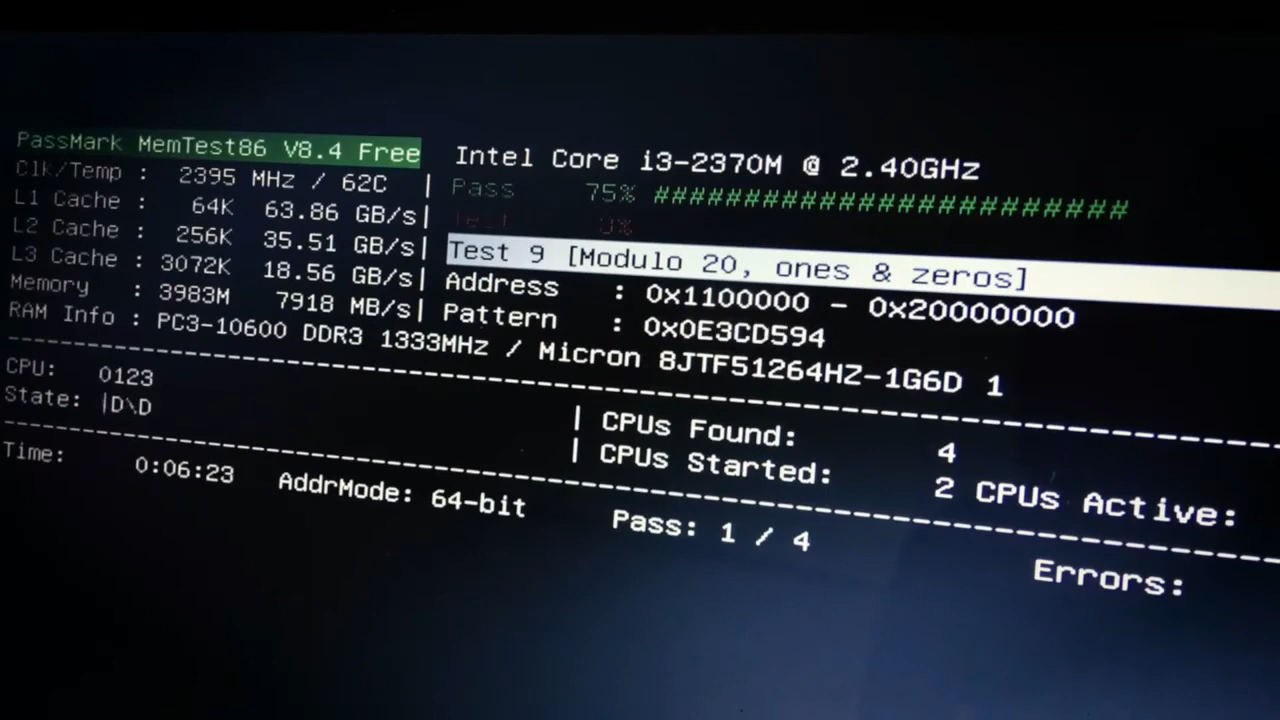 PassMark MemTest86 V8.4 Free
Intel Core i3-2370M @ 2.40GHz
Clk/Temp : 2395 MHz / 62C |
Pass 75% ##########################
L1 Cache : 64K 63.86 GB/s|
Test 0%
L2 Cache : 256K 35.51 GB/s|
Test 9 [Modulo 20, ones & zeros]
L3 Cache : 3072K 18.56 GB/s|
Address : 0x1100000 - 0x20000000
Memory : 3983M 7918 MB/s|
Pattern : 0x0E3CD594
RAM Info : PC3-10600 DDR3 1333MHz / Micron 8JTF51264HZ-1G6D 1
CPU: 0123
| CPUs Found: 4
State: |D\D
| CPUs Started: 2 CPUs Active:
Time: 0:06:23 AddrMode: 64-bit Pass: 1 / 4 Errors: